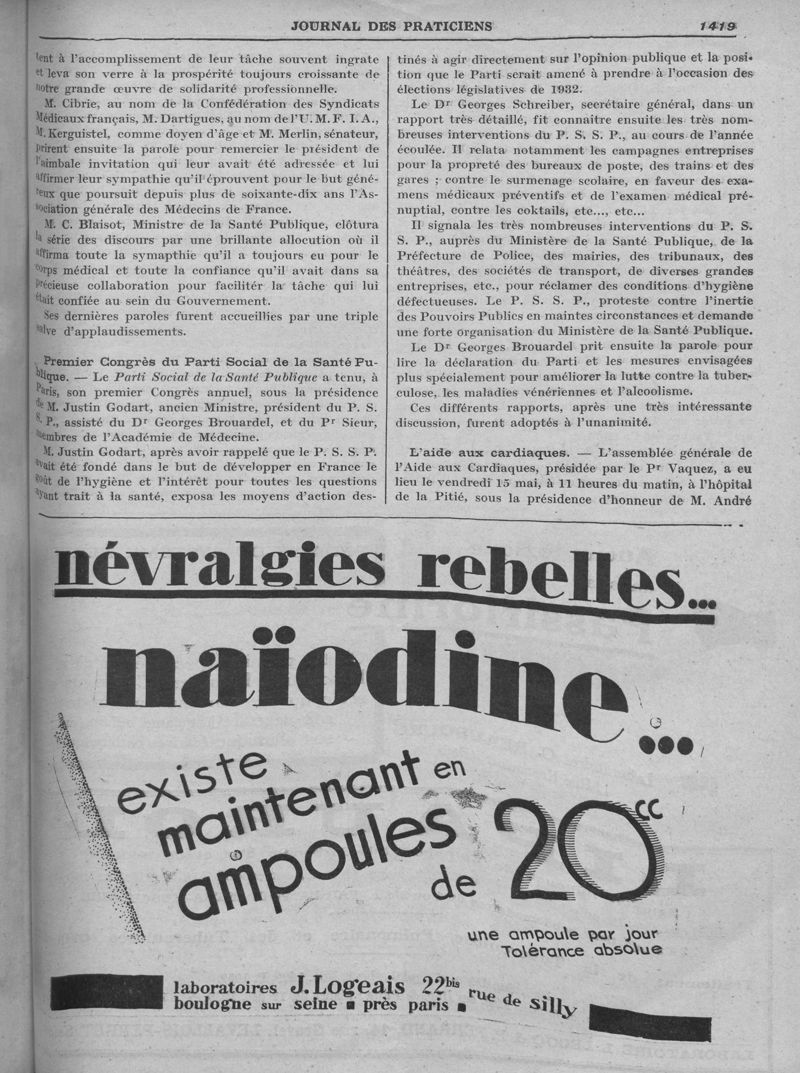 JOURNAL DES PRATICIENS
1419
tent à l'accomplissement de leur tâche souvent ingrate
et leva son verre à la prospérité toujours croissante de
notre grande œuvre de solidarité professionnelle.
M. Cibrie, au nom de la Confédération des Syndicats
Médicaux français, M. Dartigues, au nom de l'U. M. F. I. A.,
M. Kerguistel, comme doyen d'âge et M. Merlin, sénateur,
prirent ensuite la parole pour remercier le président de
l'aimbale invitation qui leur avait été adressée et lui
affirmer leur sympathie qu'il éprouvent pour le but géné-
reux que poursuit depuis plus de soixante-dix ans l'As-
sociation générale des Médecins de France.
M. C. Blaisot, Ministre de la Santé Publique, clôtura
la série des discours par une brillante allocution où il
affirma toute la symapthie qu'il a toujours eu pour le
corps médical et toute la confiance qu'il avait dans sa
précieuse collaboration pour facilitér la tâche qui lui
était confiée au sein du Gouvernement.
Ses dernières paroles furent accueillies par une triple
salve d'applaudissements.
Premier Congrès du Parti Social de la Santé Pu-
blique. — Le Parti Social de la Santé Publique a tenu, à
Paris, son premier Congrès annuel, sous la présidence
de M. Justin Godart, ancien Ministre, président du P. S.
S. P., assisté du Dr Georges Brouardel, et du Pr Sieur,
membres de l'Académie de Médecine.
M. Justin Godart, après avoir rappelé que le P. S. S. P.
avait été fondé dans le but de développer en France le
goût de l'hygiène et l'intérêt pour toutes les questions
ayant trait à la santé, exposa les moyens d'action des-
tinés à agir directement sur l'opinion publique et la posi-
tion que le Parti serait amené à prendre à l'occasion des
élections législatives de 1932.
Le Dr Georges Schreiber, secrétaire général, dans un
rapport très détaillé, fit connaitre ensuite les très nom-
breuses interventions du P. S. S. P., au cours de l'année
écoulée. Il relata notamment les campagnes entreprises
pour la propreté des bureaux de poste, des trains et des
gares ; contre le surmenage scolaire, en faveur des exa-
mens médicaux préventifs et de l'examen médical pré-
nuptial, contre les coktails, etc..., etc...
Il signala les très nombreuses interventions du P. S.
S. P., auprès du Ministère de la Santé Publique, de la
Préfecture de Police, des mairies, des tribunaux, des
théâtres, des sociétés de transport, de diverses grandes
entreprises, etc., pour réclamer des conditions d'hygiène
défectueuses. Le P. S. S. P., proteste contre l'inertie
des Pouvoirs Publics en maintes circonstances et demande
une forte organisation du Ministère de la Santé Publique.
Le Dr Georges Brouardel prit ensuite la parole pour
lire la déclaration du Parti et les mesures envisagées
plus spécialement pour améliorer la lutte contre la tuber-
culose, les maladies vénériennes et l'alcoolisme.
Ces différents rapports, après une très intéressante
discussion, furent adoptés à l'unanimité.
L'aide aux cardiaques. — L'assemblée générale de
l'Aide aux Cardiaques, présidée par le Pr Vaquez, a eu
lieu le vendredi 15 mai, à 11 heures du matin, à l'hôpital
de la Pitié, sous la présidence d'honneur de M. André
névralgies rebelles...
naïodine...
existe
maintenant en
ampoules
de 20 cc
une ampoule par jour
Tolérance absolue
laboratoires J. Logeais 22bis rue de Silly
boulogne sur seine ■ près paris ■